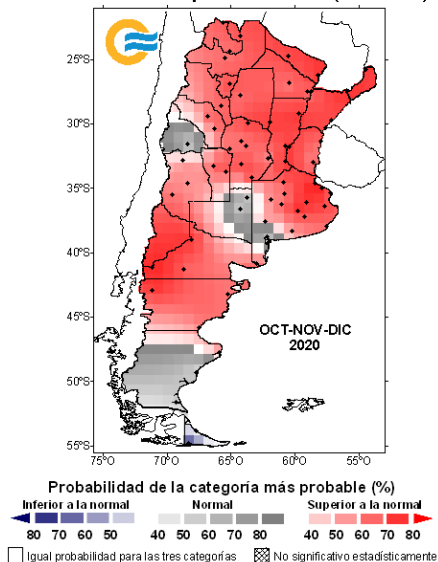 25°S
30°S
35°S
40°S
45°S
50°S
55°S
OCT-NOV-DIC
2020
75°O 70°O 65°O 60°O 55°O
Probabilidad de la categoría más probable (%)
Inferior a la normal Normal Superior a la normal
80 70 60 50 40 50 60 70 80 40 50 60 70 80
Igual probabilidad para las tres categorías No significativo estadísticamente